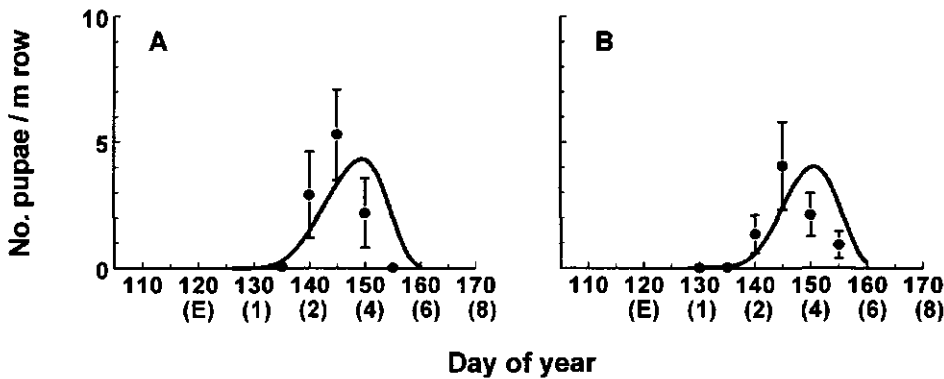 10
A
B
No. pupae / m row
5
0
110 120 130 140 150 160 170 110 120 130 140 150 160 170
(E) (1) (2) (4) (6) (8) (E) (1) (2) (4) (6) (8)
Day of year